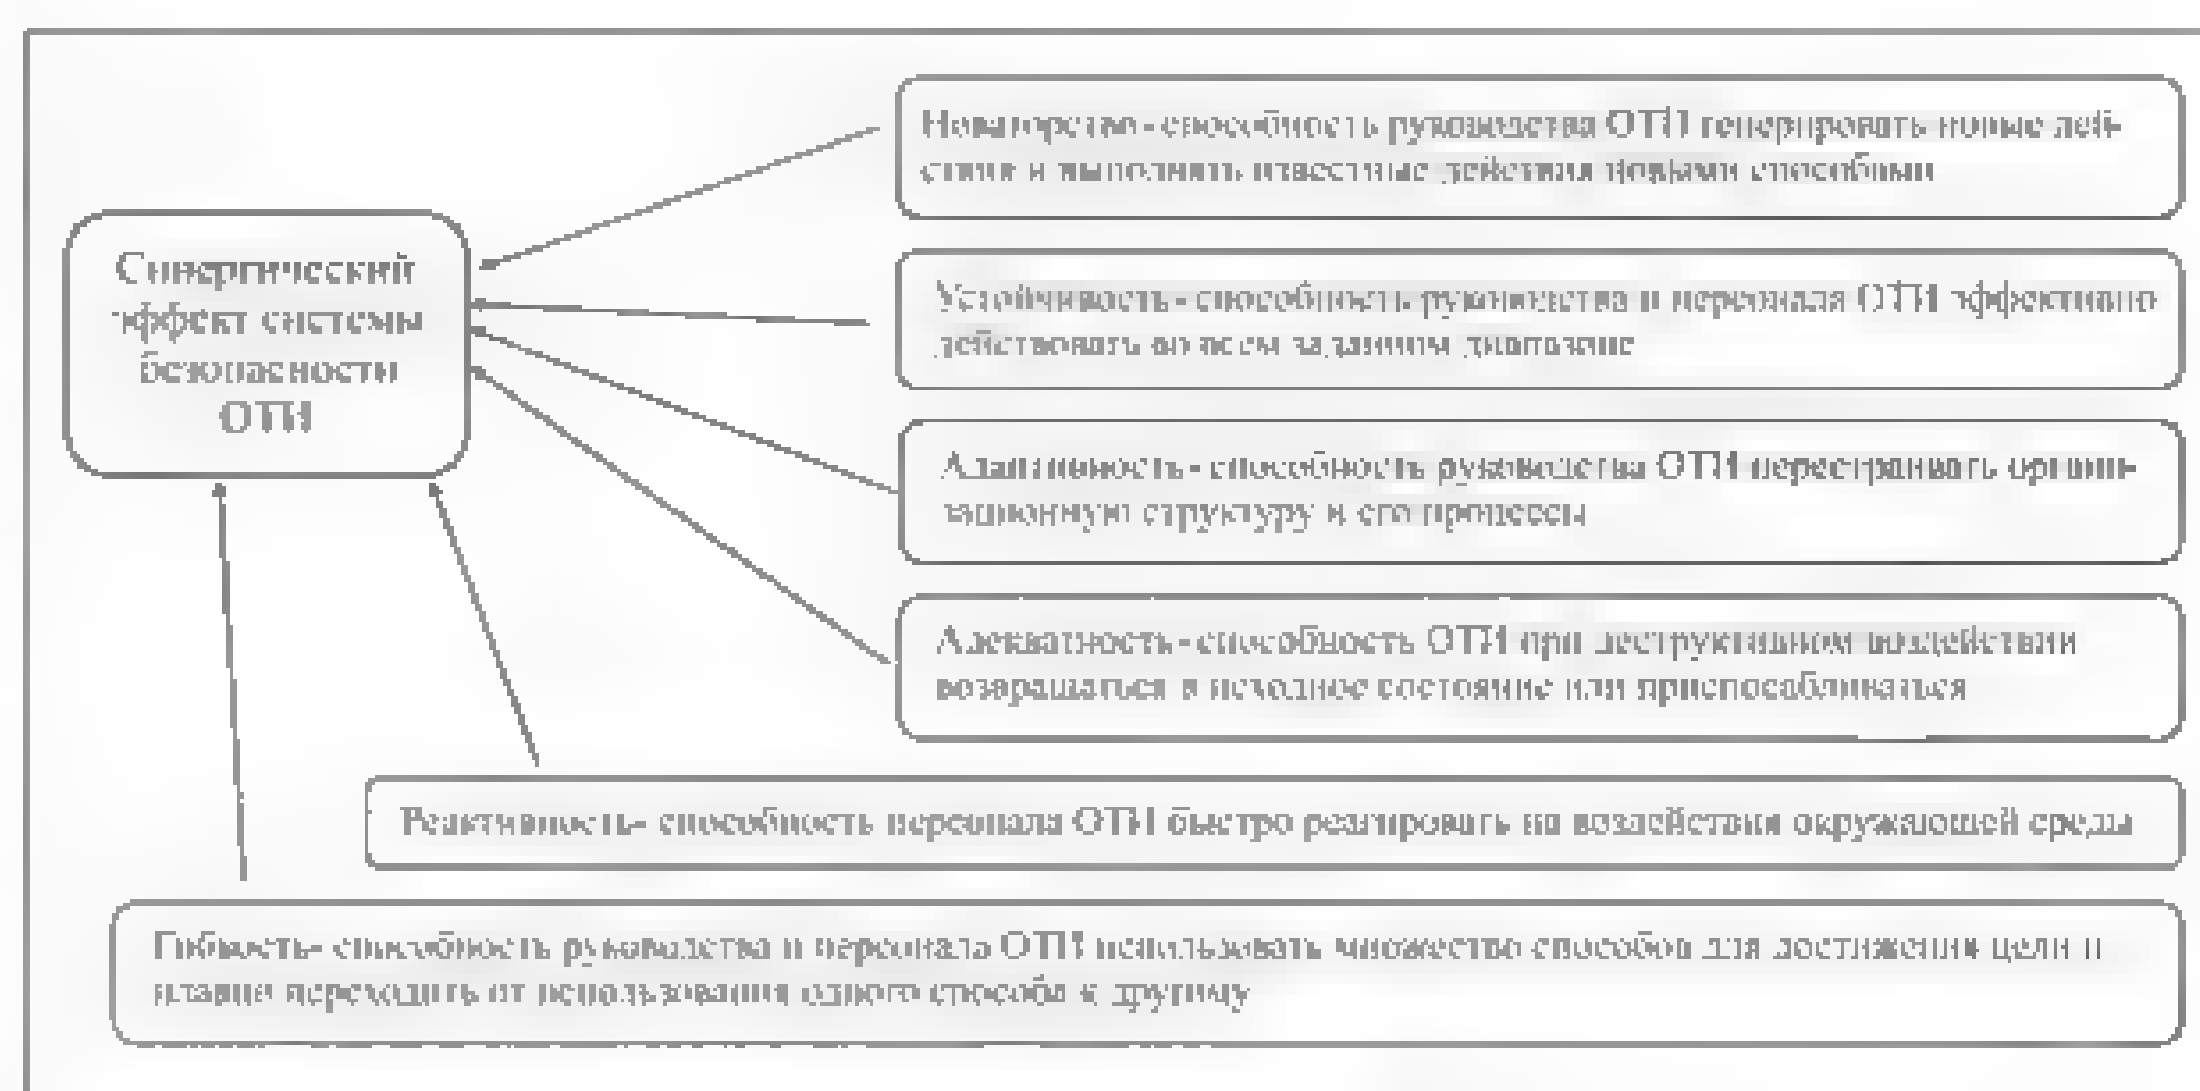 Синергический
эффект системы
безопасности
ОТИ
Новаторство - способность руководства ОТИ генерировать новые дей-
ствия и выполнять известные действия новыми способами
Устойчивость - способность руководства и персонала ОТИ эффективно
действовать во всем заданном диапазоне
Адаптивность - способность руководства ОТИ перестраивать органи-
зационную структуру и его процессы
Адекватность - способность ОТИ при деструктивном воздействии
возвращаться в исходное состояние или приспосабливаться
Реактивность- способность персонала ОТИ быстро реагировать на воздействия окружающей среды
Гибкость- способность руководства и персонала ОТИ использовать множество способов для достижения цели и
плавно переходить от использования одного способа к другому